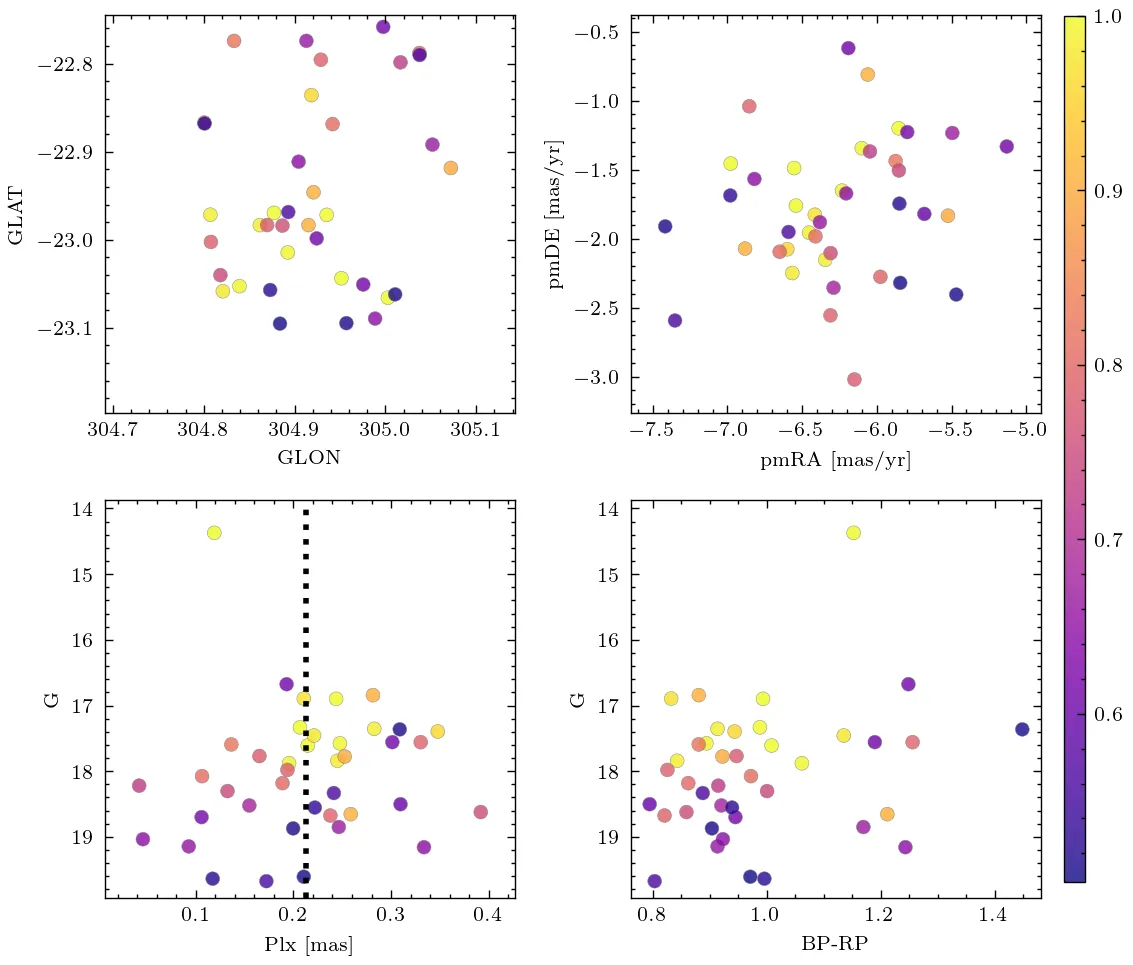 −22.8
−22.9
−23.0
−23.1
304.7 304.8 304.9 305.0 305.1
GLON
GLAT
−0.5
−1.0
−1.5
−2.0
−2.5
−3.0
−7.5 −7.0 −6.5 −6.0 −5.5 −5.0
pmRA [mas/yr]
pmDE [mas/yr]
1.0
0.9
0.8
0.7
0.6
14
15
16
17
18
19
0.1 0.2 0.3 0.4
Plx [mas]
G
14
15
16
17
18
19
0.8 1.0 1.2 1.4
BP-RP
G